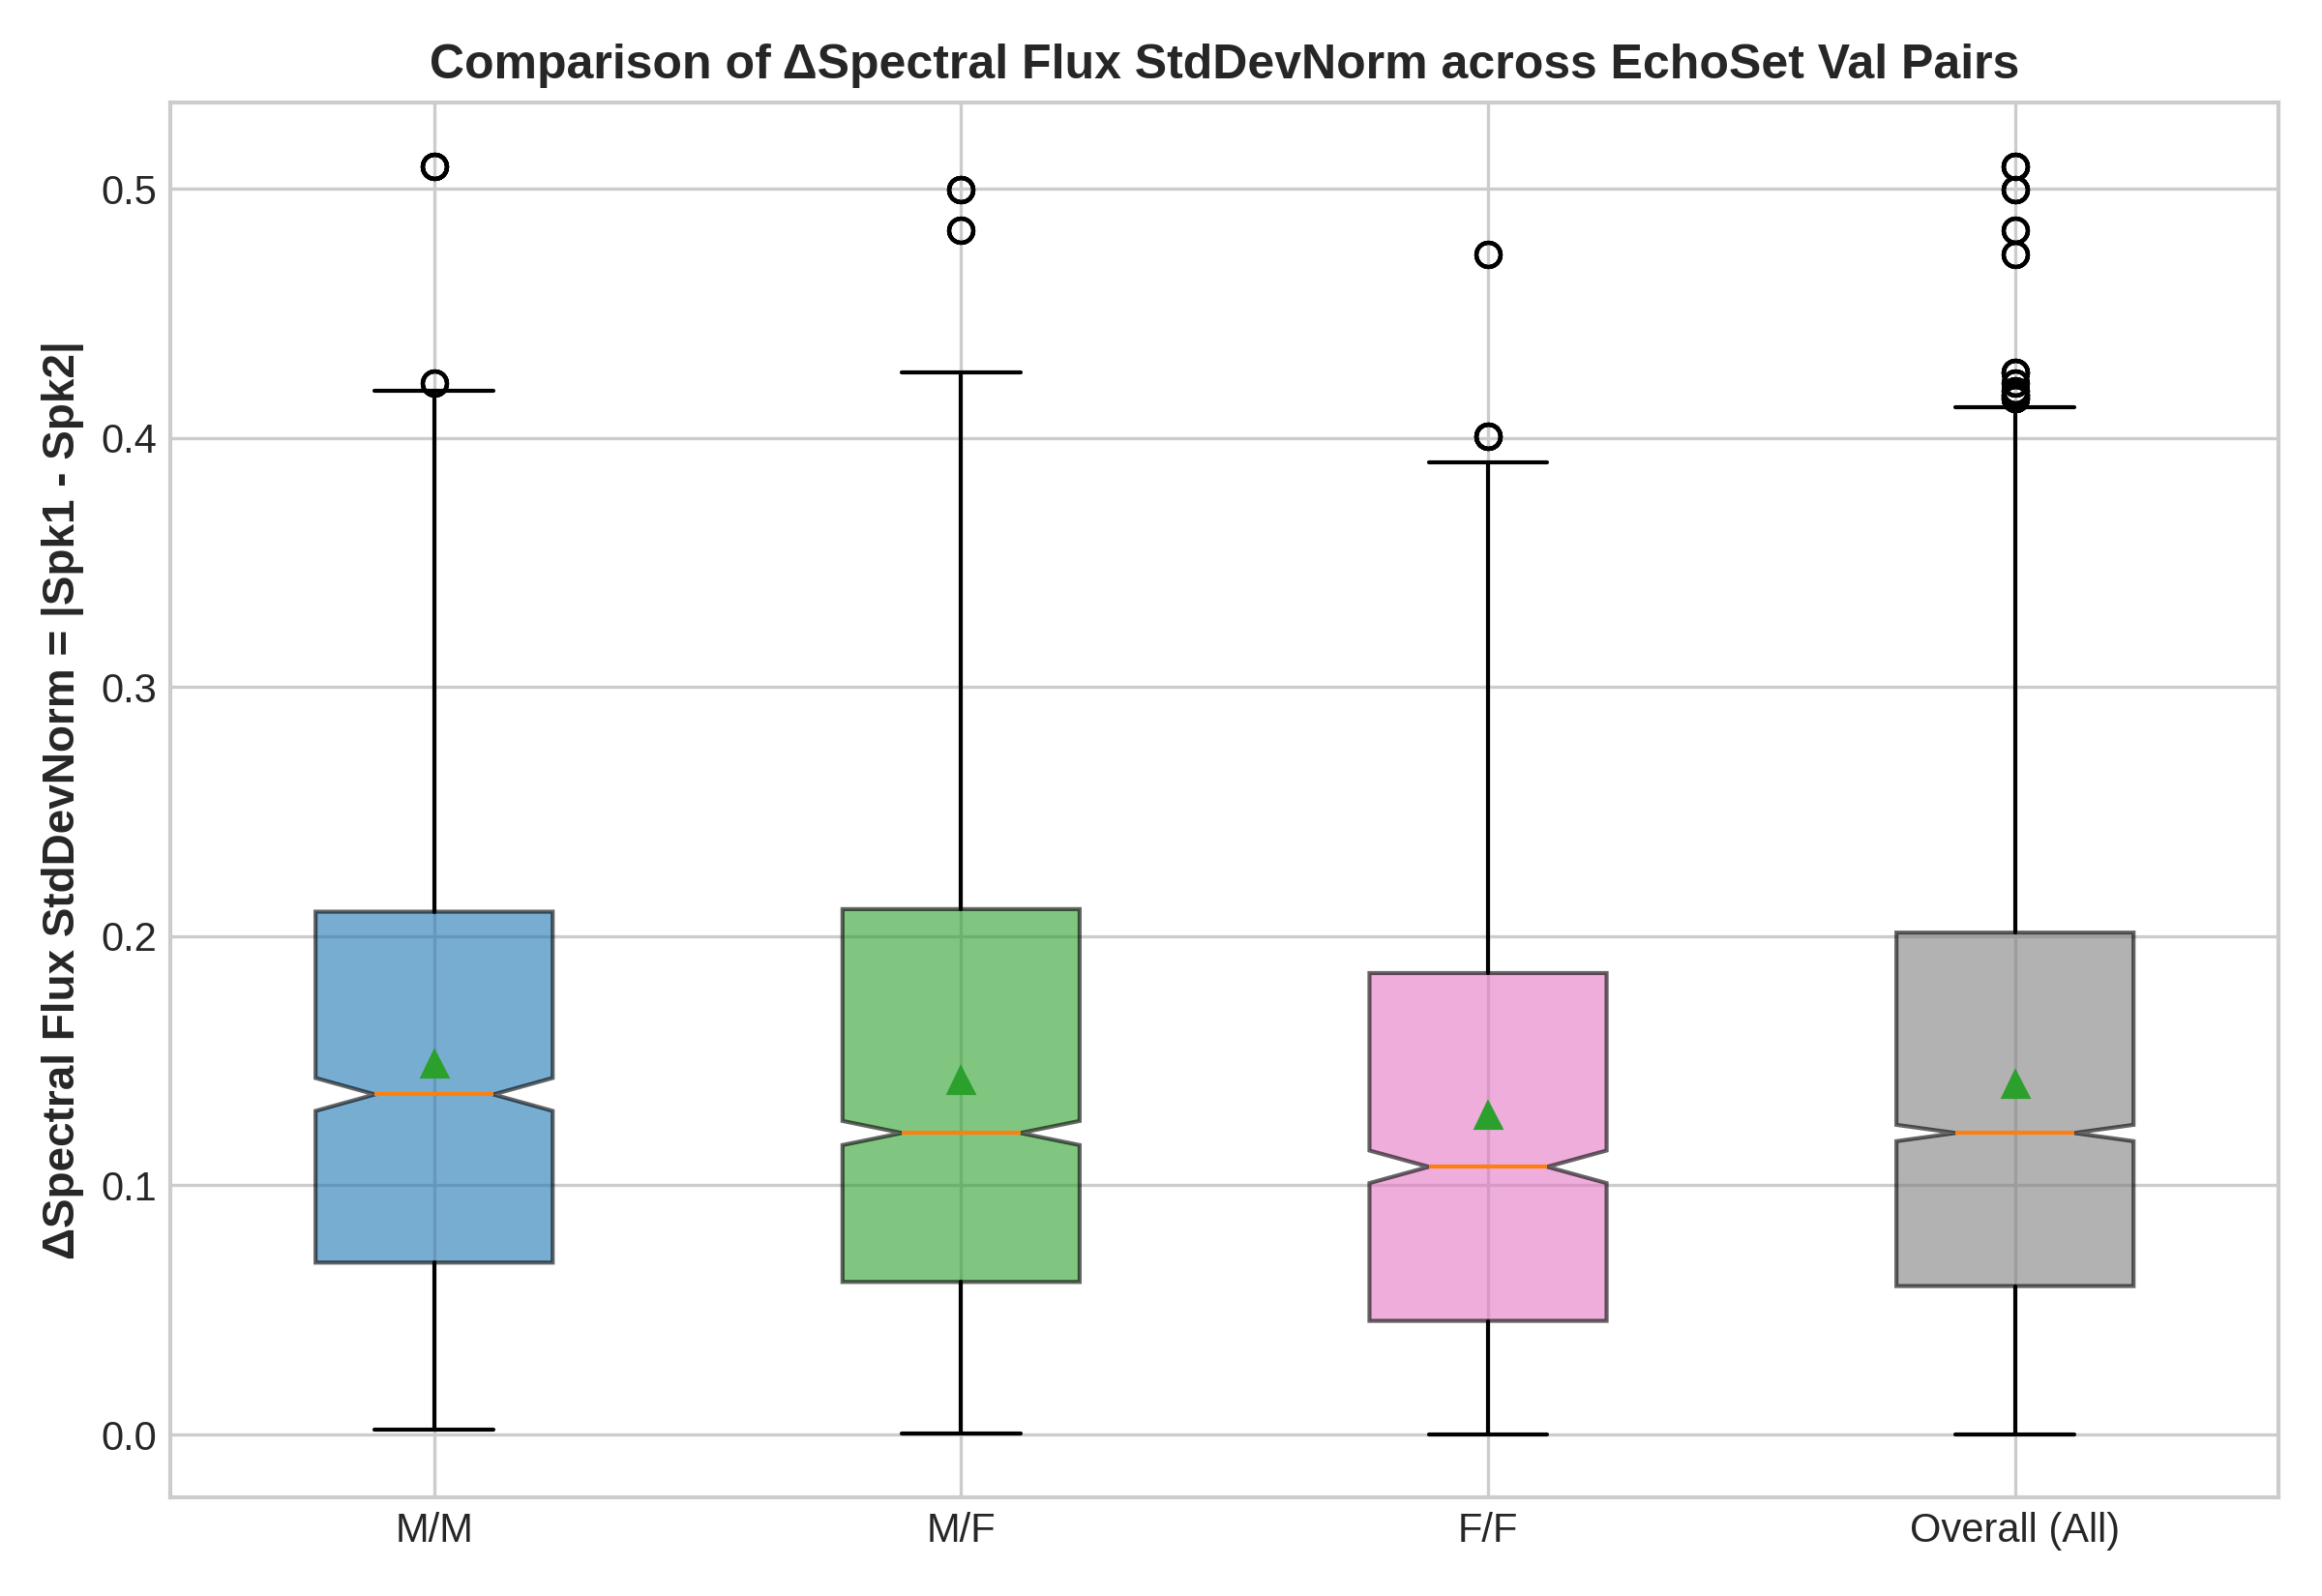 Comparison of ΔSpectral Flux StdDevNorm across EchoSet Val Pairs
ΔSpectral Flux StdDevNorm = |Spk1 - Spk2|
0.5
0.4
0.3
0.2
0.1
0.0
M/M
M/F
F/F
Overall (All)